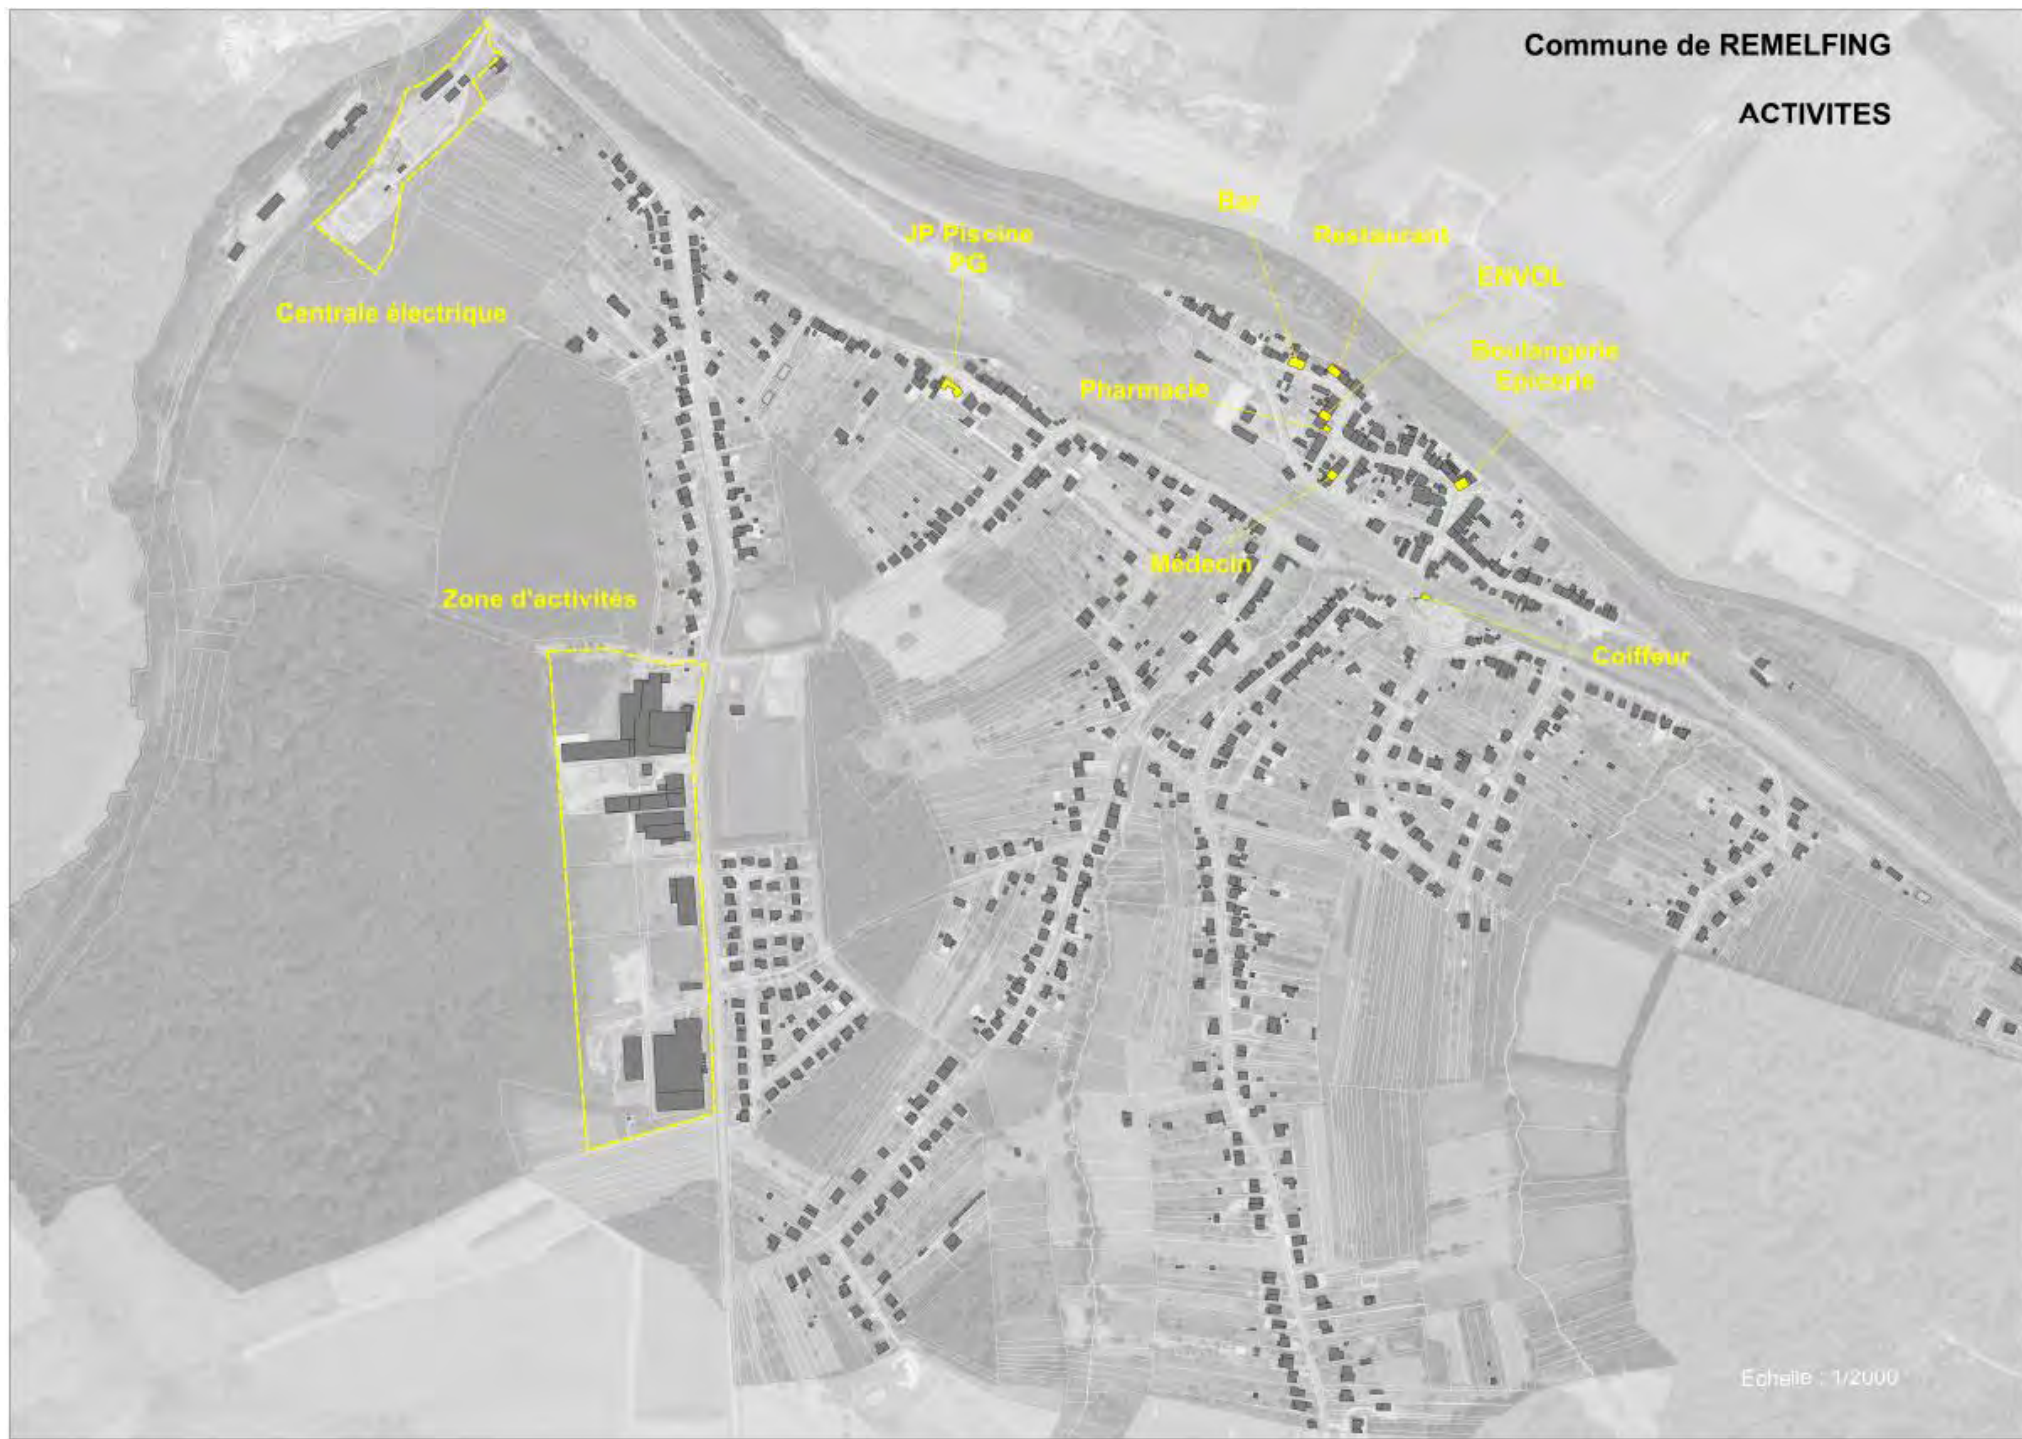 Commune de REMELFING
ACTIVITES
Bar
JP Piscine
PG
Restaurant
ENVOL
Centrale électrique
Boulangerie
Epicerie
Pharmacie
Médecin
Zone d'activités
Coiffeur
Echelle : 1/2000